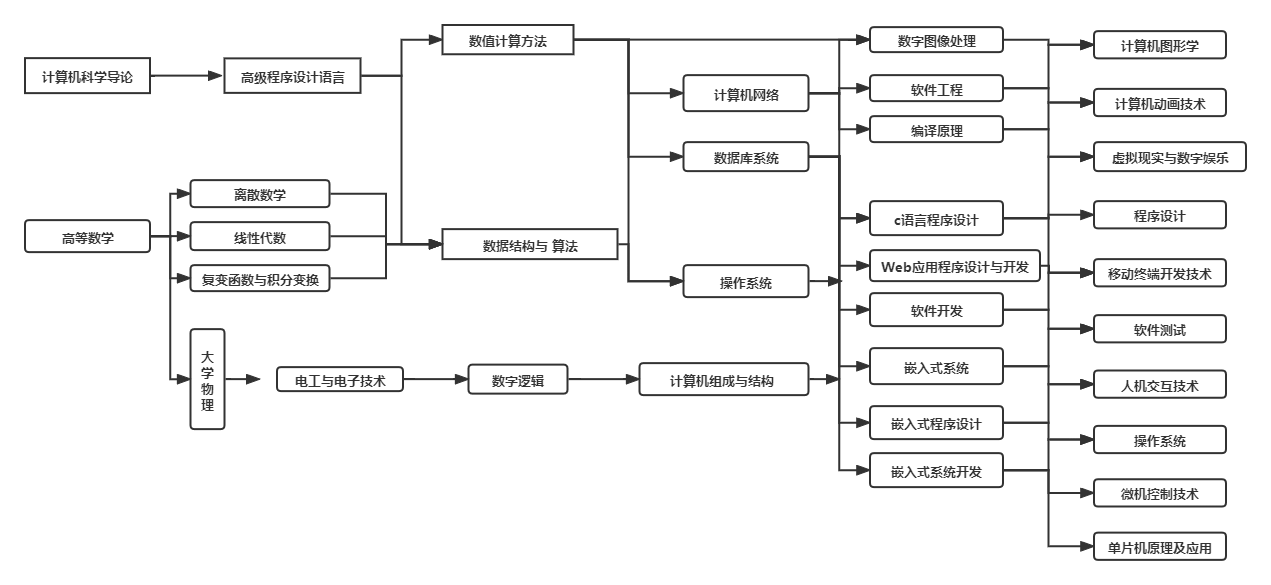 计算机科学导论
高级程序设计语言
数值计算方法
高等数学
离散数学
线性代数
复变函数与积分变换
大学物理
数据结构与 算法
电工与电子技术
数字逻辑
计算机组成与结构
计算机网络
数据库系统
操作系统
数字图像处理
软件工程
编译原理
c语言程序设计
Web应用程序设计与开发
软件开发
嵌入式系统
嵌入式程序设计
嵌入式系统开发
计算机图形学
计算机动画技术
虚拟现实与数字娱乐
程序设计
移动终端开发技术
软件测试
人机交互技术
操作系统
微机控制技术
单片机原理及应用